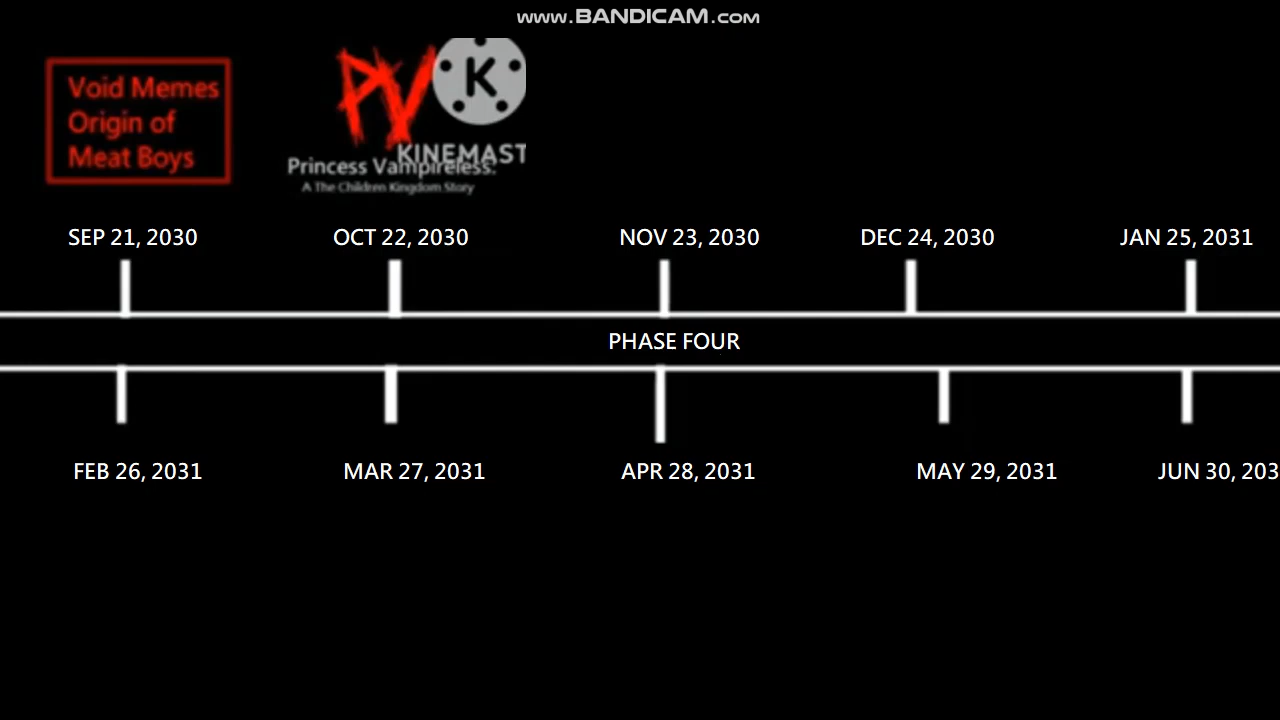 www.BANDICAM.com
Void Memes
Origin of
Meat Boys
PV
K
KINEMAST
Princess Vampireless:
A The Children Kingdom Story
SEP 21, 2030
OCT 22, 2030
NOV 23, 2030
DEC 24, 2030
JAN 25, 2031
PHASE FOUR
FEB 26, 2031
MAR 27, 2031
APR 28, 2031
MAY 29, 2031
JUN 30, 203